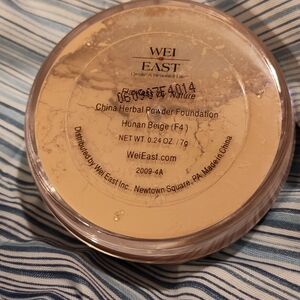 WEI
EAST
China Herbal Powder Foundation
Hunan Beige (F4)
NET WT. 0.24 OZ / 7g
WeiEast.com
2009-4A
Distributed by Wei East Inc. Newtown Square, PA. Made in China